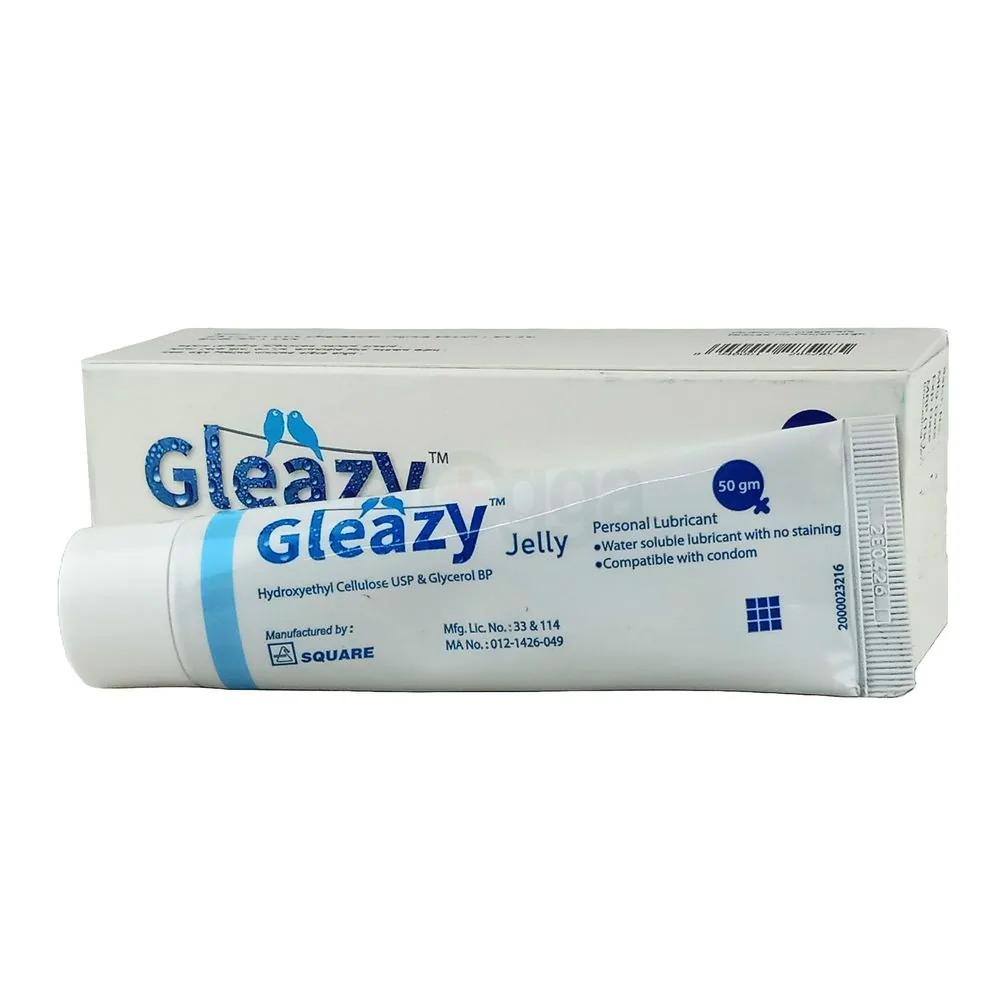 Gleazy™
Gleazy™ Jelly
Hydroxyethyl Cellulose USP & Glycerol BP
Manufactured by :
SQUARE
Mfg. Lic. No. : 33 & 114
MA No. : 012-1426-049
Personal Lubricant
•Water soluble lubricant with no staining
•Compatible with condom
50 gm
2000023216
2E0426